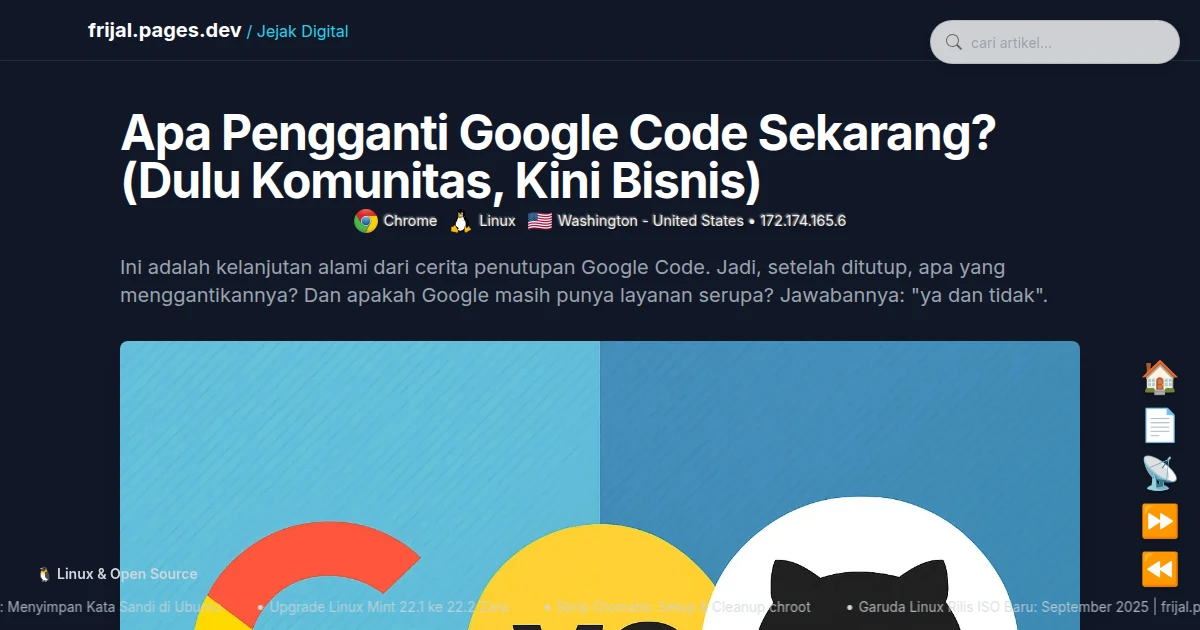 frijal.pages.dev / Jejak Digital
cari artikel...
Apa Pengganti Google Code Sekarang?
(Dulu Komunitas, Kini Bisnis)
Chrome Linux Washington - United States • 172.174.165.6
Ini adalah kelanjutan alami dari cerita penutupan Google Code. Jadi, setelah ditutup, apa yang
menggantikannya? Dan apakah Google masih punya layanan serupa? Jawabannya: "ya dan tidak".
Linux & Open Source
: Menyimpan Kata Sandi di Ubuntu • Upgrade Linux Mint 22.1 ke 22.2 Zara • Cleanup chroot • Garuda Linux Rilis ISO Baru: September 2025 | frijal.p